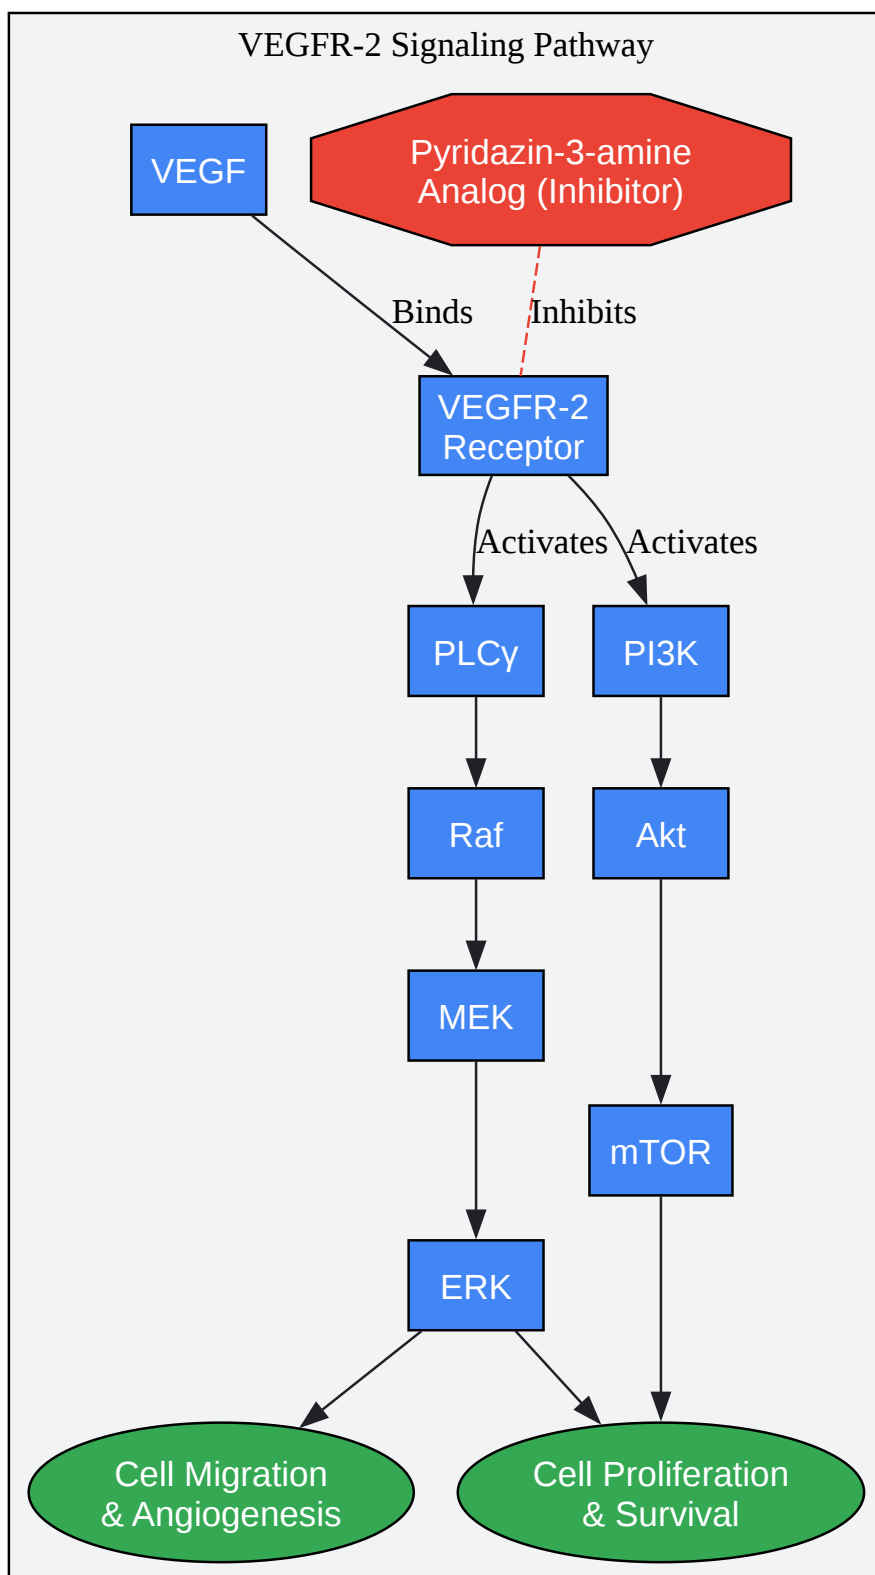 VEGFR-2 Signaling Pathway
VEGF
Pyridazin-3-amine
Analog (Inhibitor)
Binds
Inhibits
VEGFR-2
Receptor
Activates
Activates
PLCγ
PI3K
Raf
Akt
MEK
mTOR
ERK
Cell Migration
& Angiogenesis
Cell Proliferation
& Survival